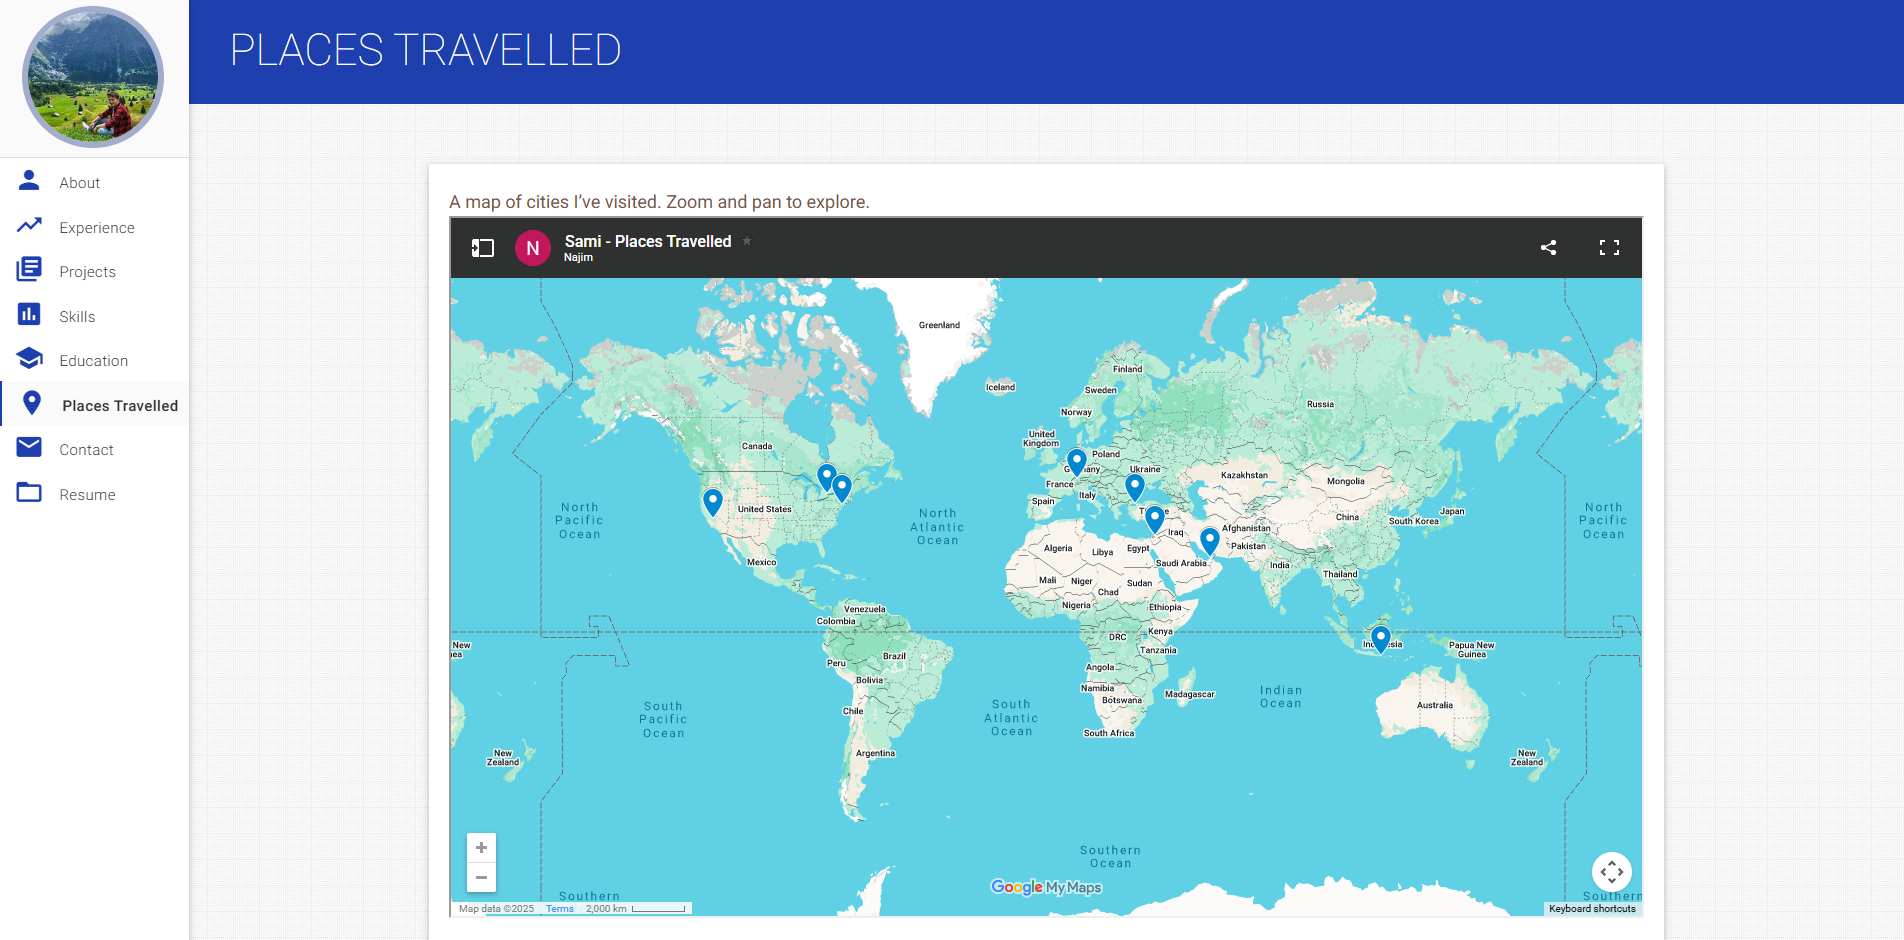 PLACES TRAVELLED
About
Experience
Projects
Skills
Education
Places Travelled
Contact
Resume
A map of cities I’ve visited. Zoom and pan to explore.
N
Sami - Places Travelled
Najim
Greenland
Iceland
Finland
Sweden
Norway
Russia
United
Kingdom
Canada
Poland
Ukraine
France
Italy
Spain
Kazakhstan
Mongolia
United States
North
Pacific
Ocean
North
Atlantic
Ocean
China
South Korea
Japan
North
Pacific
Ocean
Afghanistan
Iraq
Pakistan
Algeria
Libya
Egypt
Saudi Arabia
India
Thailand
Mexico
Mali
Niger
Chad
Sudan
Nigeria
Ethiopia
Venezuela
Colombia
DRC
Kenya
Tanzania
Papua New
Guinea
New
Peru
Brazil
Bolivia
Angola
Namibia
Botswana
Madagascar
Indian
Ocean
Australia
South
Pacific
Ocean
Chile
South
Atlantic
Ocean
South Africa
Argentina
New
Zealand
New
Zealand
Southern
Ocean
Southern
Southern
Google My Maps
Map data ©2025 Terms 2,000 km
Keyboard shortcuts